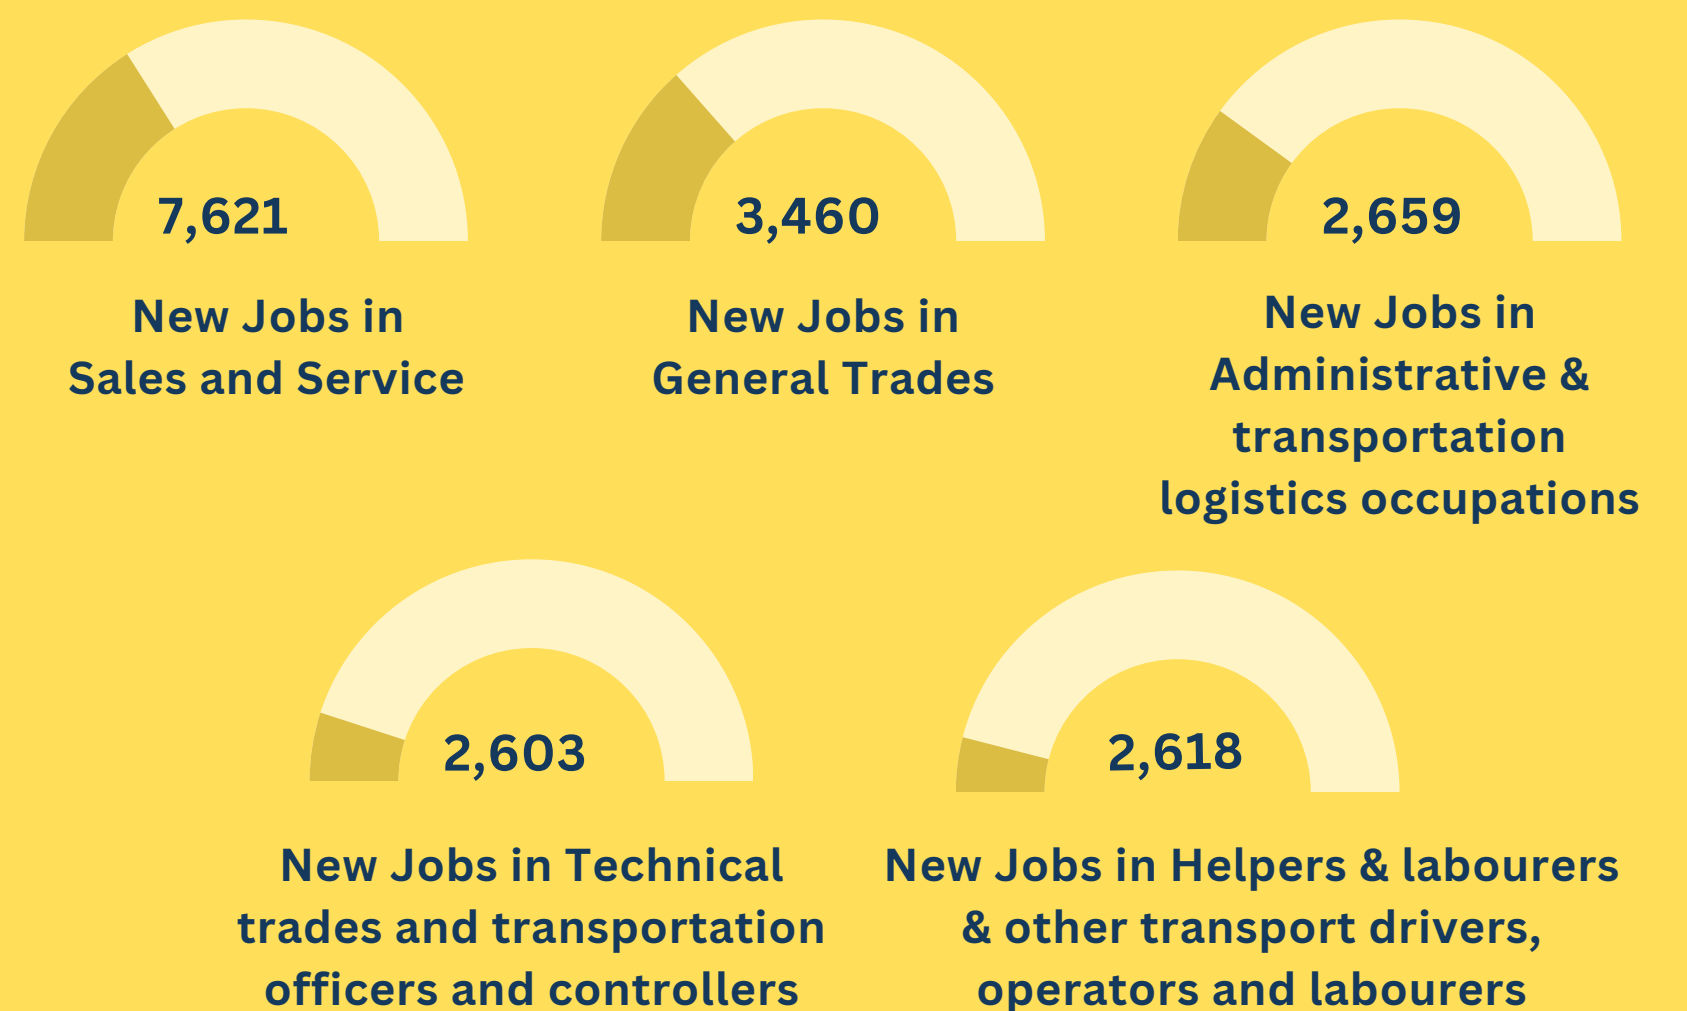 7,621
New Jobs in
Sales and Service
3,460
New Jobs in
General Trades
2,659
New Jobs in
Administrative &
transportation
logistics occupations
2,603
New Jobs in Technical
trades and transportation
officers and controllers
2,618
New Jobs in Helpers & labourers
& other transport drivers,
operators and labourers